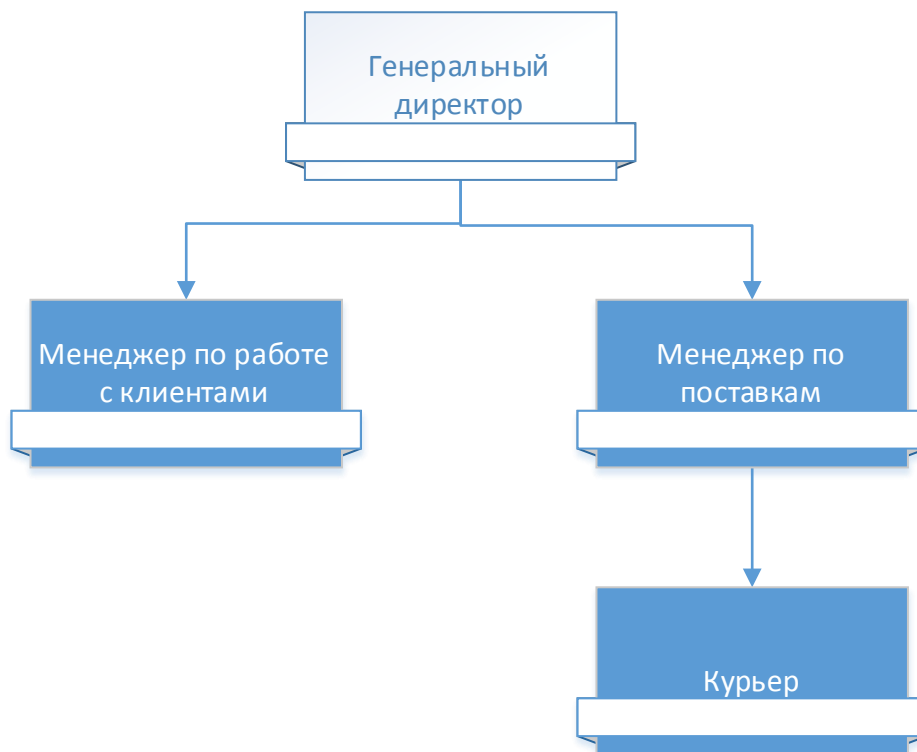 Генеральный
директор
Менеджер по работе
с клиентами
Менеджер по
поставкам
Курьер